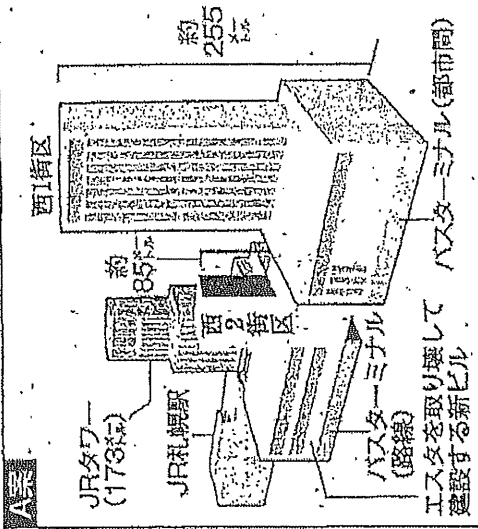 A案
西1街区
約
255
メートル
約
85メートル
JRタワー
(173メートル)
西2街区
JR札幌駅
バスターミナル
(路線)
バスターミナル(都市間)
エスタを取り壊して
建設する新ビル